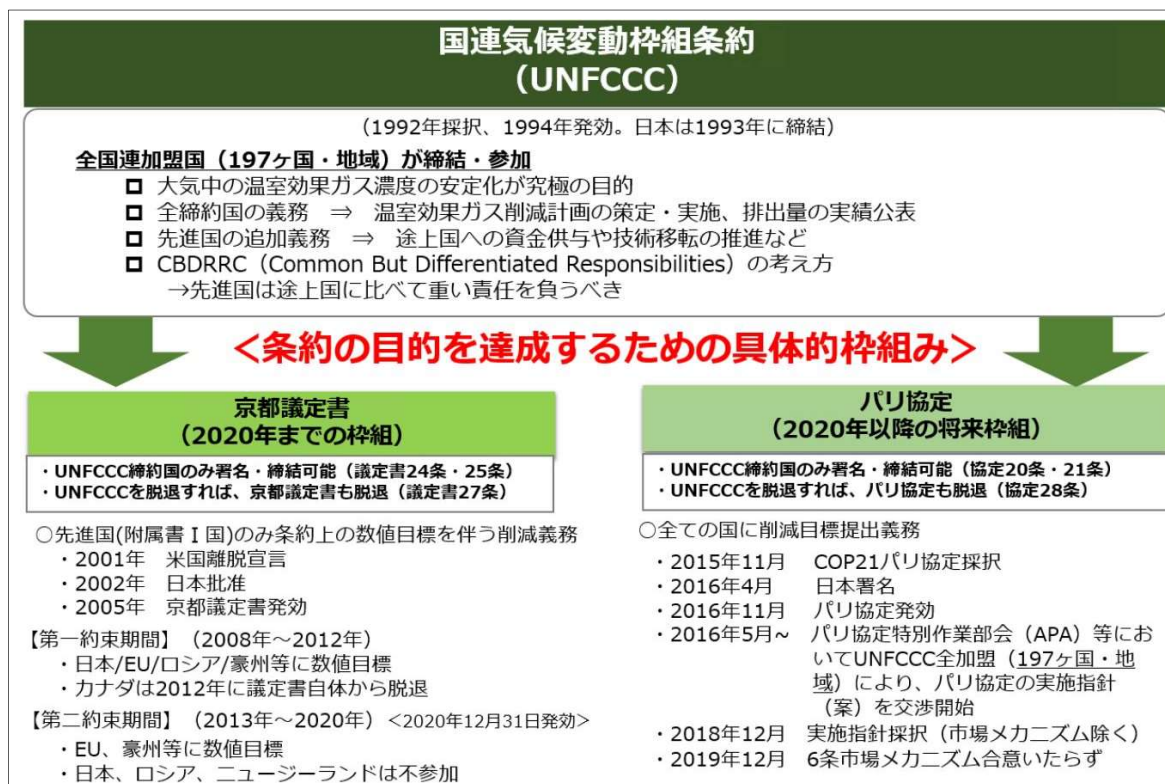 国連気候変動枠組条約
（UNFCCC）
（1992年採択、1994年発効。日本は1993年に締結）
全国連加盟国（197ヶ国・地域）が締結・参加
大気中の温室効果ガス濃度の安定化が究極の目的
全締約国の義務　⇒　温室効果ガス削減計画の策定・実施、排出量の実績公表
先進国の追加義務　⇒　途上国への資金供与や技術移転の推進など
CBDRRC（Common But Differentiated Responsibilities）の考え方
→先進国は途上国に比べて重い責任を負うべき
＜条約の目的を達成するための具体的枠組み＞
京都議定書
（2020年までの枠組）
・UNFCCC締約国のみ署名・締結可能（議定書24条・25条）
・UNFCCCを脱退すれば、京都議定書も脱退（議定書27条）
○先進国(附属書Ⅰ国)のみ条約上の数値目標を伴う削減義務
・2001年　米国離脱宣言
・2002年　日本批准
・2005年　京都議定書発効
【第一約束期間】（2008年～2012年）
・日本/EU/ロシア/豪州等に数値目標
・カナダは2012年に議定書自体から脱退
【第二約束期間】（2013年～2020年）＜2020年12月31日発効＞
・EU、豪州等に数値目標
・日本、ロシア、ニュージーランドは不参加
パリ協定
（2020年以降の将来枠組）
・UNFCCC締約国のみ署名・締結可能（協定20条・21条）
・UNFCCCを脱退すれば、パリ協定も脱退（協定28条）
○全ての国に削減目標提出義務
・2015年11月　COP21パリ協定採択
・2016年4月　日本署名
・2016年11月　パリ協定発効
・2016年5月~　パリ協定特別作業部会（APA）等にお
いてUNFCCC全加盟（197ヶ国・地
域）により、パリ協定の実施指針
（案）を交渉開始
・2018年12月　実施指針採択（市場メカニズム除く）
・2019年12月　6条市場メカニズム合意いたらず